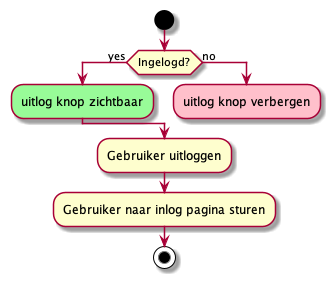 Ingelogd?
yes
no
uitlog knop zichtbaar
uitlog knop verbergen
Gebruiker uitloggen
Gebruiker naar inlog pagina sturen